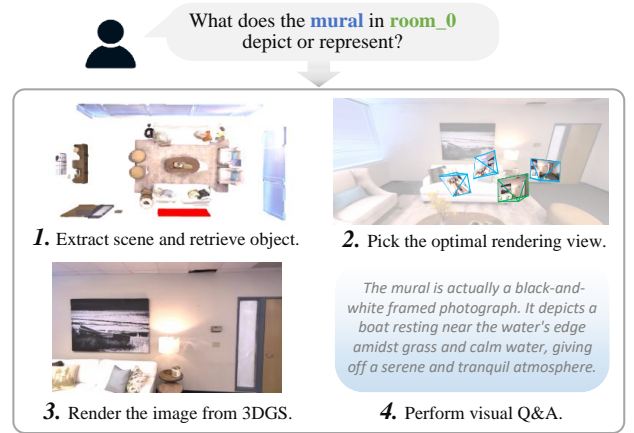 What does the mural in room_0
depict or represent?
1. Extract scene and retrieve object.
2. Pick the optimal rendering view.
The mural is actually a black-and-
white framed photograph. It depicts a
boat resting near the water's edge
amidst grass and calm water, giving
off a serene and tranquil atmosphere.
3. Render the image from 3DGS.
4. Perform visual Q&A.